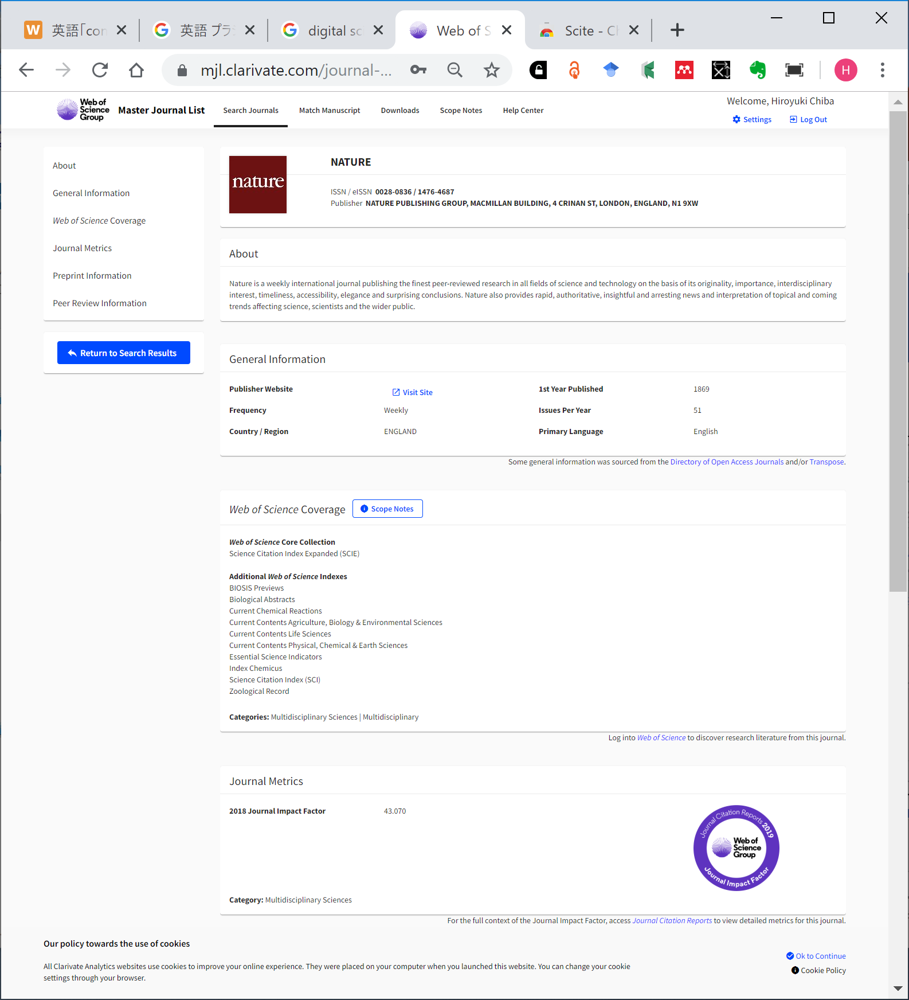 W 英語「con
英語 プラ
digital sc
Web of S
Scite - Ch
mjl.clarivate.com/journal-...
H
Web of
Science
Group
Master Journal List
Search Journals
Match Manuscript
Downloads
Scope Notes
Help Center
Welcome, Hiroyuki Chiba
Settings
Log Out
About
General Information
Web of Science Coverage
Journal Metrics
Preprint Information
Peer Review Information
Return to Search Results
nature
NATURE
ISSN / eISSN 0028-0836 / 1476-4687
Publisher NATURE PUBLISHING GROUP, MACMILLAN BUILDING, 4 CRINAN ST, LONDON, ENGLAND, N1 9XW
About
Nature is a weekly international journal publishing the finest peer-reviewed research in all fields of science and technology on the basis of its originality, importance, interdisciplinary
interest, timeliness, accessibility, elegance and surprising conclusions. Nature also provides rapid, authoritative, insightful and arresting news and interpretation of topical and coming
trends affecting science, scientists and the wider public.
General Information
Publisher Website Visit Site 1st Year Published 1869
Frequency Weekly Issues Per Year 51
Country / Region ENGLAND Primary Language English
Some general information was sourced from the Directory of Open Access Journals and/or Transpose.
Web of Science Coverage Scope Notes
Web of Science Core Collection
Science Citation Index Expanded (SCIE)
Additional Web of Science Indexes
BIOSIS Previews
Biological Abstracts
Current Chemical Reactions
Current Contents Agriculture, Biology & Environmental Sciences
Current Contents Life Sciences
Current Contents Physical, Chemical & Earth Sciences
Essential Science Indicators
Index Chemicus
Science Citation Index (SCI)
Zoological Record
Categories: Multidisciplinary Sciences | Multidisciplinary
Log into Web of Science to discover research literature from this journal.
Journal Metrics
2018 Journal Impact Factor 43.070
Journal Citation Reports 2019
Web of
Science
Group
Journal Impact Factor
Category: Multidisciplinary Sciences
For the full context of the Journal Impact Factor, access Journal Citation Reports to view detailed metrics for this journal.
Our policy towards the use of cookies
All Clarivate Analytics websites use cookies to improve your online experience. They were placed on your computer when you launched this website. You can change your cookie
settings through your browser.
Ok to Continue
Cookie Policy